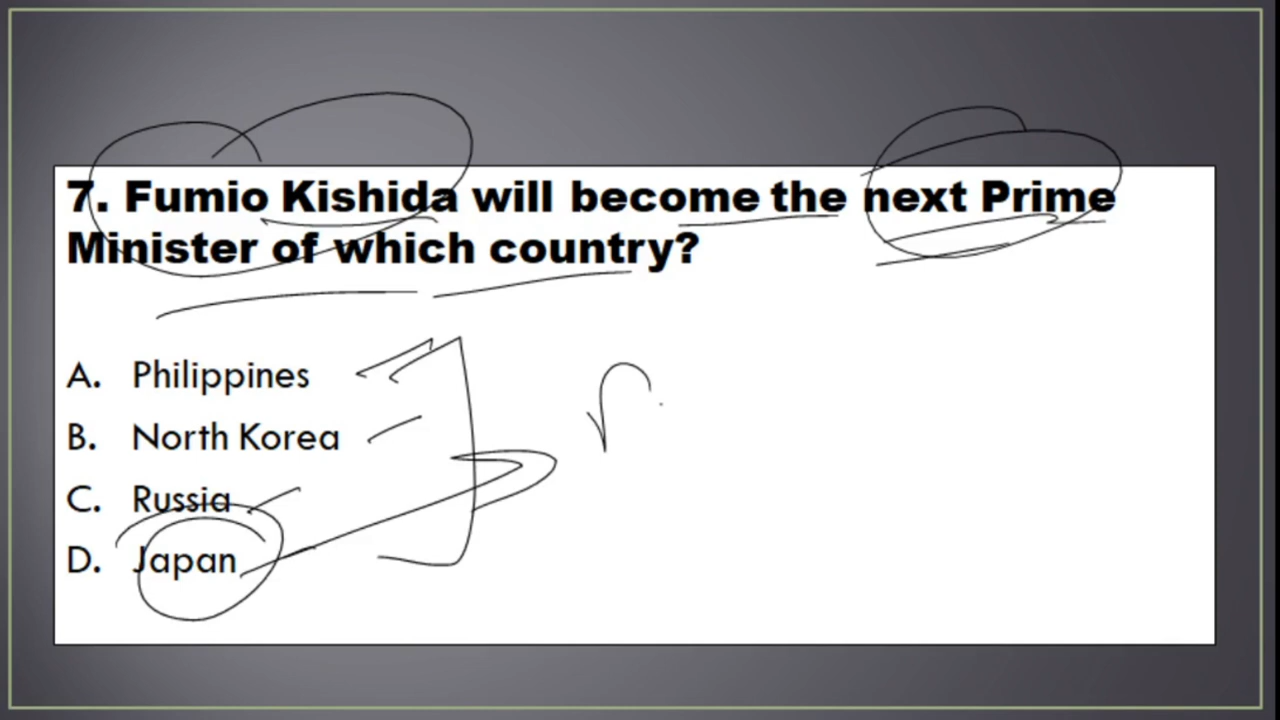 7. Fumio Kishida will become the next Prime
Minister of which country?
A. Philippines
B. North Korea
C. Russia
D. Japan